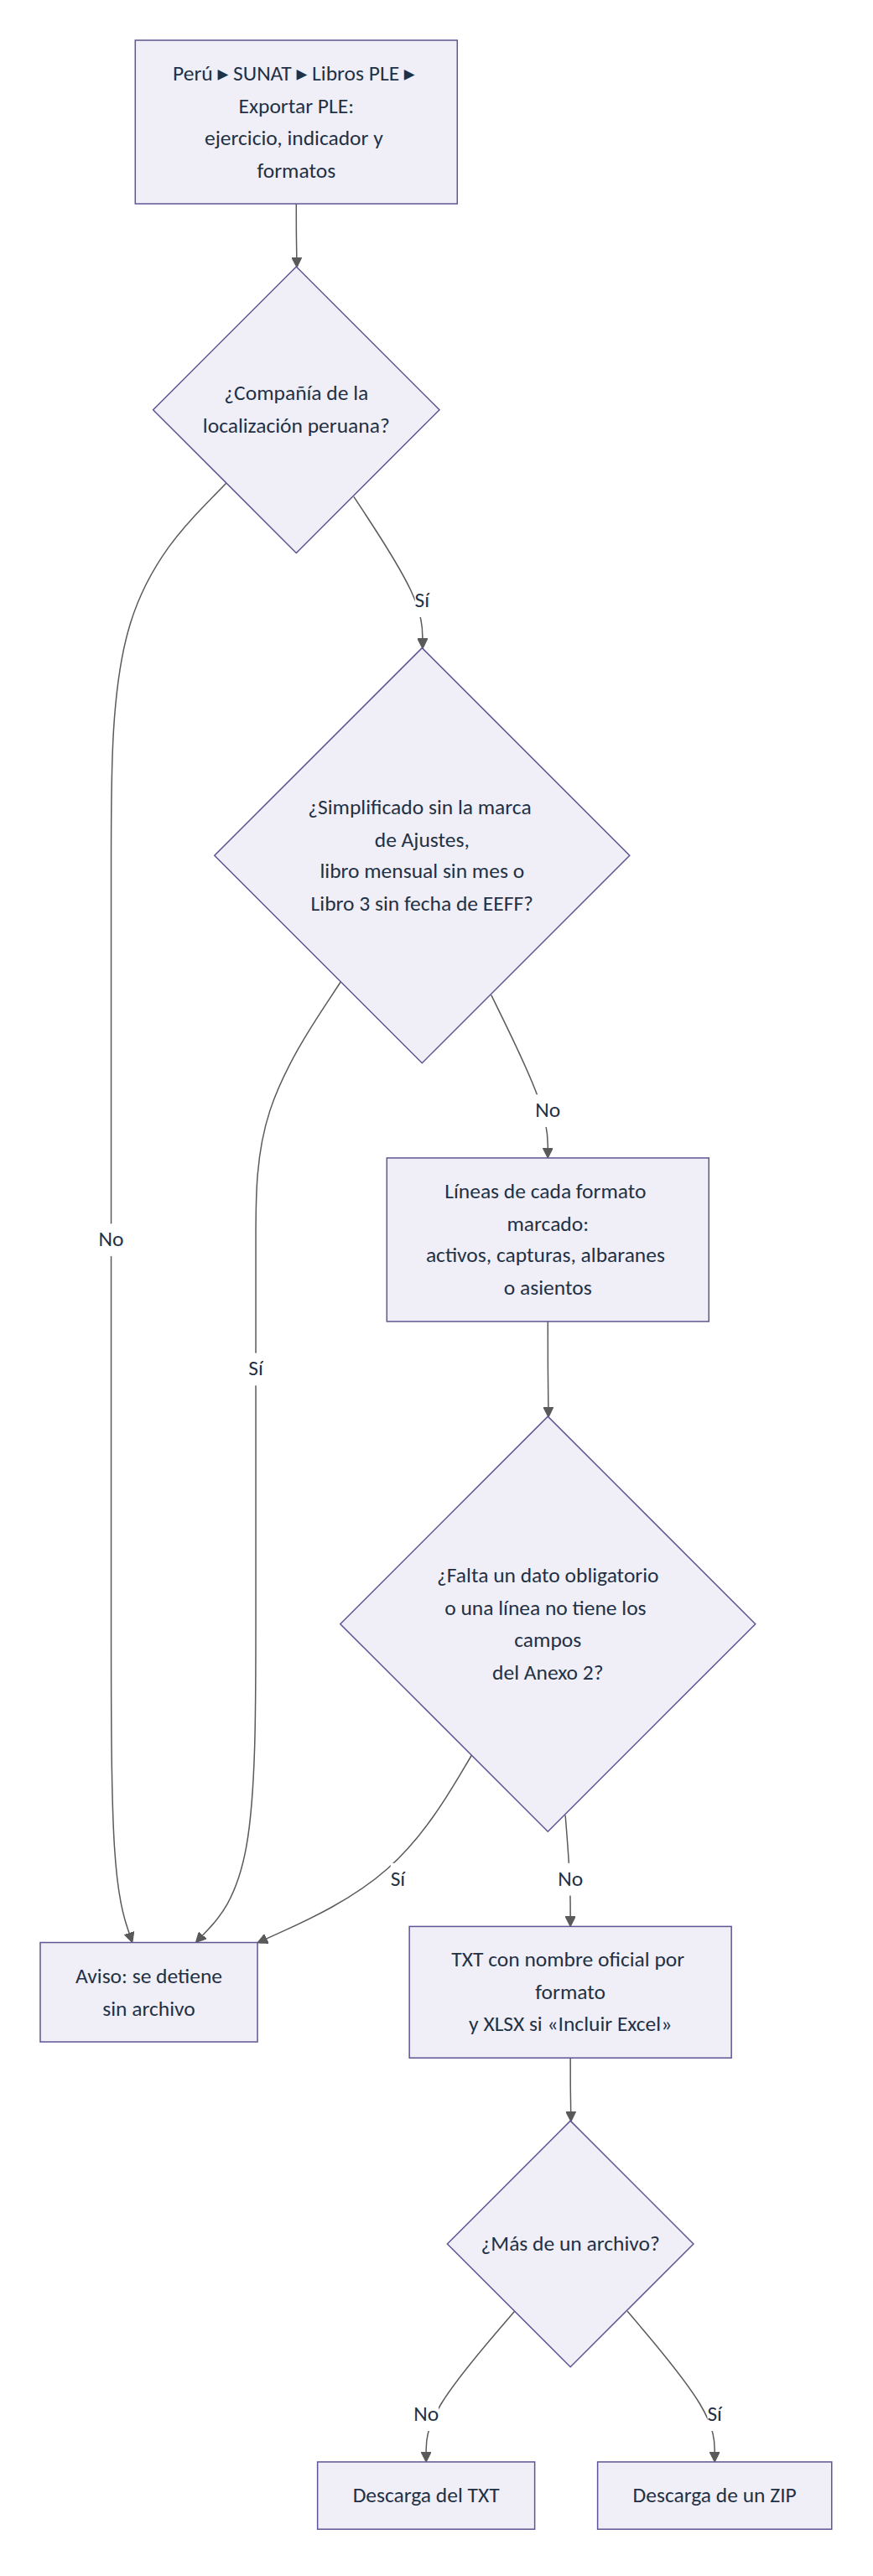 Perú ▸ SUNAT ▸ Libros PLE ▸
Exportar PLE:
ejercicio, indicador y
formatos
¿Compañía de la
localización peruana?
Sí
¿Simplificado sin la marca
de Ajustes,
libro mensual sin mes o
Libro 3 sin fecha de EEFF?
No
Líneas de cada formato
marcado:
activos, capturas, albaranes
o asientos
No
Sí
¿Falta un dato obligatorio
o una línea no tiene los
campos
del Anexo 2?
Sí
No
Aviso: se detiene
sin archivo
TXT con nombre oficial por
formato
y XLSX si «Incluir Excel»
¿Más de un archivo?
No
Sí
Descarga del TXT
Descarga de un ZIP